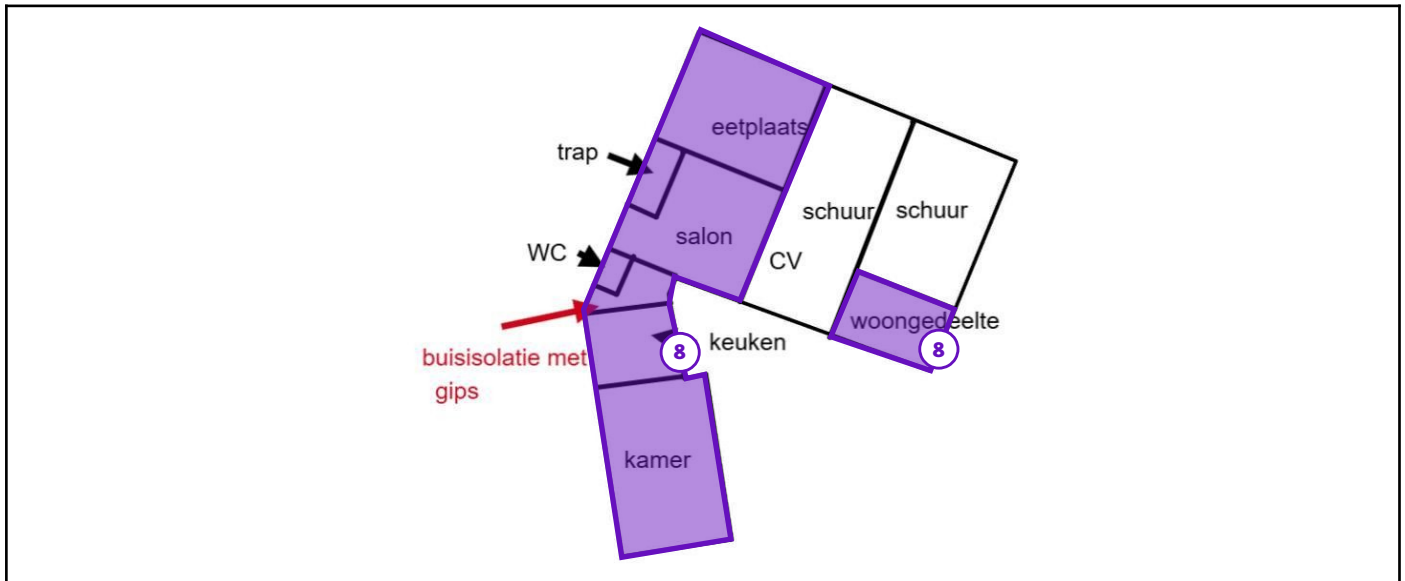 eetplaats
trap
schuur
schuur
salon
WC
CV
woongedeelte
keuken
8
8
buisisolatie met
gips
kamer